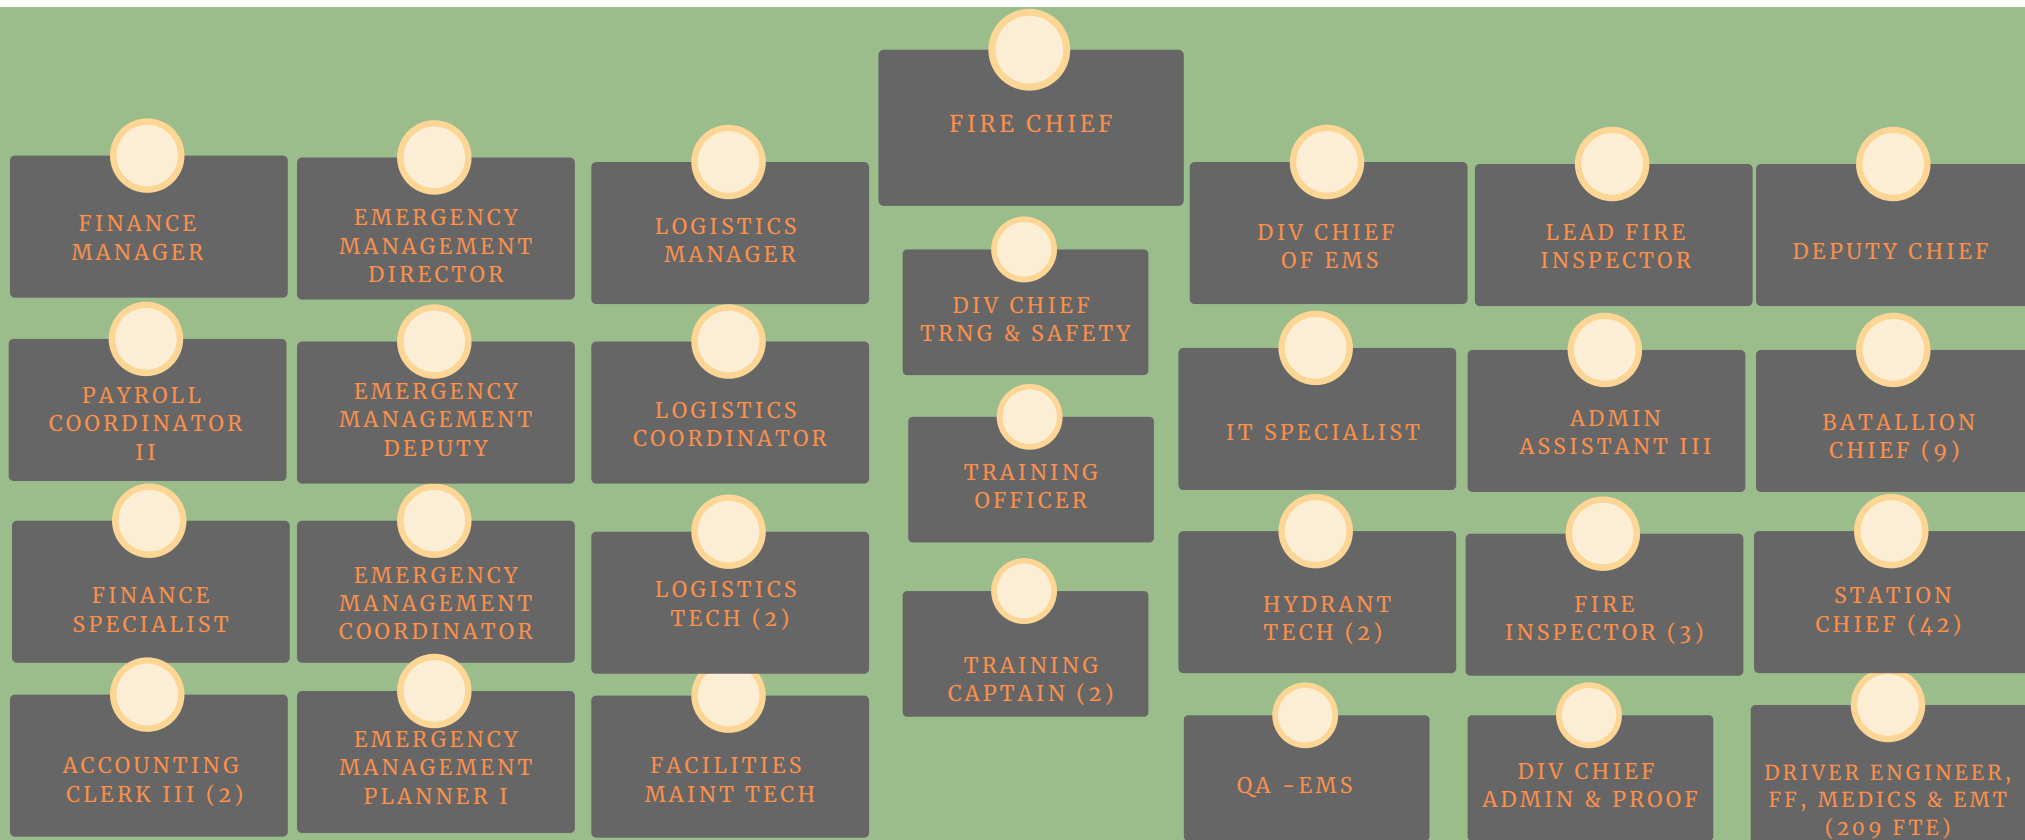 FIRE CHIEF
FINANCE
MANAGER
EMERGENCY
MANAGEMENT
DIRECTOR
LOGISTICS
MANAGER
DIV CHIEF
OF EMS
LEAD FIRE
INSPECTOR
DEPUTY CHIEF
DIV CHIEF
TRNG & SAFETY
PAYROLL
COORDINATOR
II
EMERGENCY
MANAGEMENT
DEPUTY
LOGISTICS
COORDINATOR
TRAINING
OFFICER
IT SPECIALIST
ADMIN
ASSISTANT III
BATALLION
CHIEF (9)
FINANCE
SPECIALIST
EMERGENCY
MANAGEMENT
COORDINATOR
LOGISTICS
TECH (2)
TRAINING
CAPTAIN (2)
HYDRANT
TECH (2)
FIRE
INSPECTOR (3)
STATION
CHIEF (42)
ACCOUNTING
CLERK III (2)
EMERGENCY
MANAGEMENT
PLANNER I
FACILITIES
MAINT TECH
QA -EMS
DIV CHIEF
ADMIN & PROOF
DRIVER ENGINEER,
FF, MEDICS & EMT
(209 FTE)